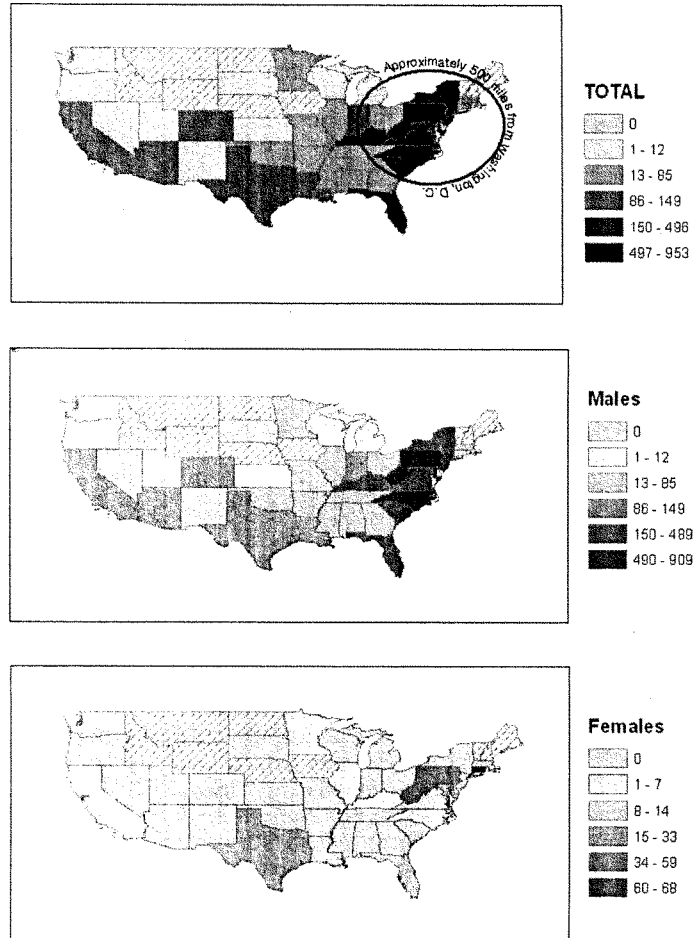 Approximately 500 miles from Washington, D.C.
TOTAL
0
1 - 12
13 - 85
86 - 149
150 - 496
497 - 953
Males
0
1 - 12
13 - 85
86 - 149
150 - 489
490 - 909
Females
0
1 - 7
8 - 14
15 - 33
34 - 59
60 - 68